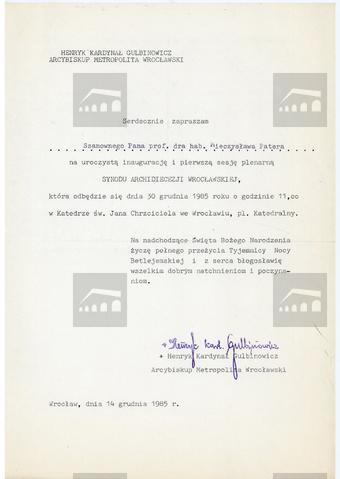 HENRYK KARDYNAŁ GULBINOWICZ
ARCYBISKUP METROPOLITA WROCŁAWSKI
Serdecznie zapraszam
Szanownego Pana prof. dra hab. Mieczysława Patera
na uroczystą inaugurację i pierwszą sesję plenarną
SYNODU ARCHIDIECEZJI WROCŁAWSKIEJ,
która odbędzie się dnia 30 grudnia 1985 roku o godzinie 11,oo
w Katedrze św. Jana Chrzciciela we Wrocławiu, pl. Katedralny.
Na nadchodzące Święta Bożego Narodzenia
życzę pełnego przeżycia Tyjemnicy Nocy
Betlejemskiej i z serca błogosławię
wszelkim dobrym natchnieniom i poczyna-
niom.
+ Henryk Kard. Gulbinowicz
+ Henryk Kardynał Gulbinowicz
Arcybiskup Metropolita Wrocławski
Wrocław, dnia 14 grudnia 1985 r.